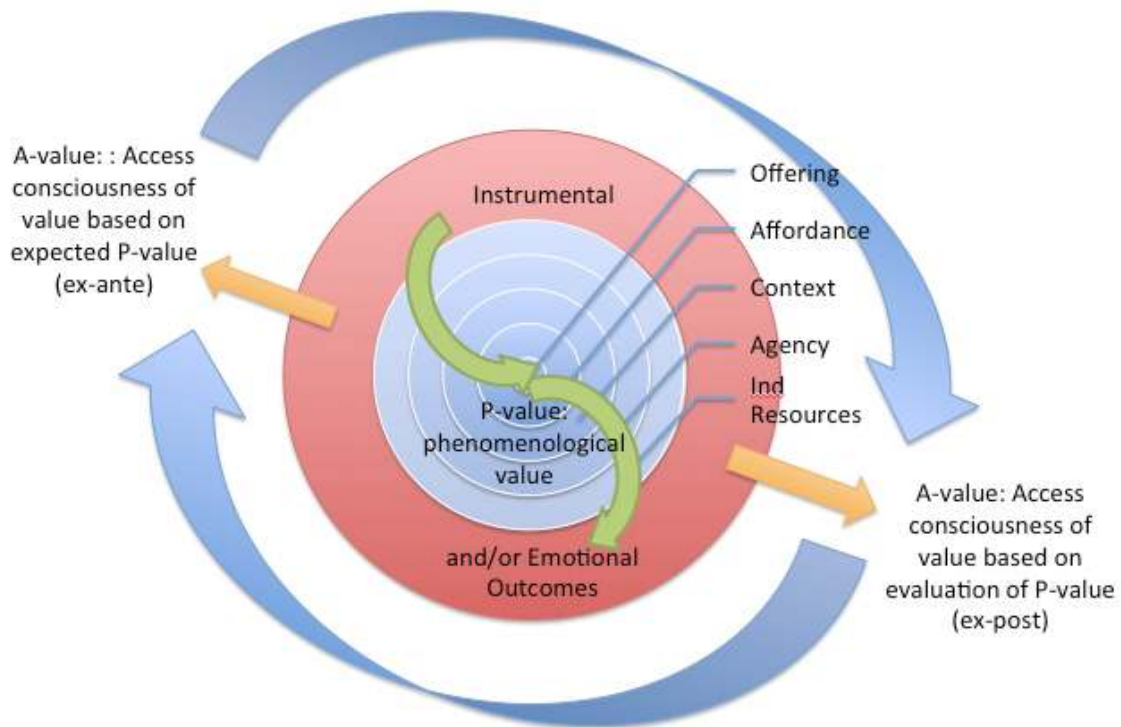 A-value: : Access
consciousness of
value based on
expected P-value
(ex-ante)
Instrumental
Offering
Affordance
Context
Agency
Ind
Resources
P-value:
phenomenological
value
and/or Emotional
Outcomes
A-value: Access
consciousness of
value based on
evaluation of P-value
(ex-post)